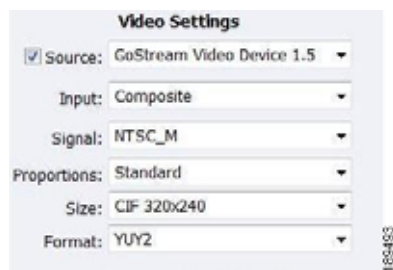 Video Settings
Source: GoStream Video Device 1.5
Input: Composite
Signal: NTSC_M
Proportions: Standard
Size: CIF 320x240
Format: YUY2
189493